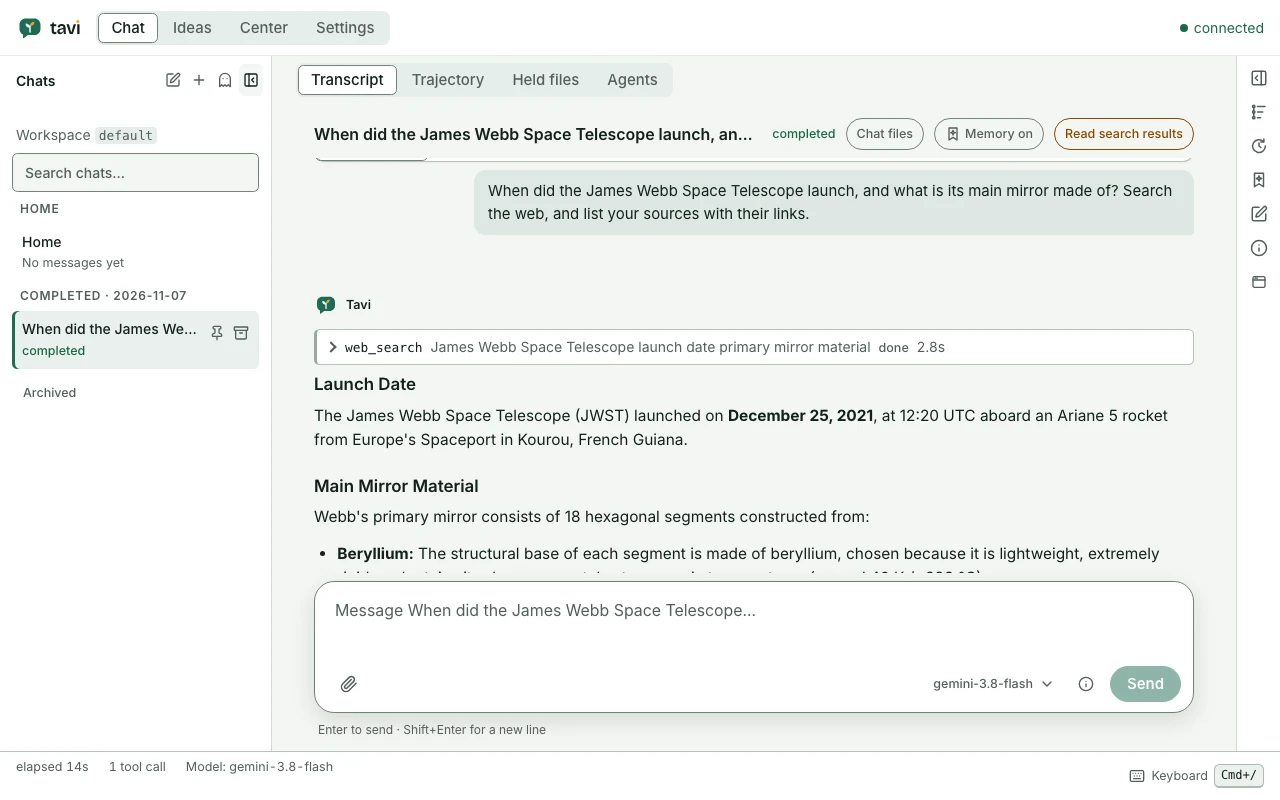 tavi
Chat
Ideas
Center
Settings
connected
Chats
Workspace default
Search chats...
HOME
Home
No messages yet
COMPLETED · 2026-11-07
When did the James We...
completed
Archived
Transcript
Trajectory
Held files
Agents
When did the James Webb Space Telescope launch, an...
completed
Chat files
Memory on
Read search results
When did the James Webb Space Telescope launch, and what is its main mirror made of? Search
the web, and list your sources with their links.
Tavi
web_search James Webb Space Telescope launch date primary mirror material done 2.8s
Launch Date
The James Webb Space Telescope (JWST) launched on December 25, 2021, at 12:20 UTC aboard an Ariane 5 rocket
from Europe's Spaceport in Kourou, French Guiana.
Main Mirror Material
Webb's primary mirror consists of 18 hexagonal segments constructed from:
• Beryllium: The structural base of each segment is made of beryllium, chosen because it is lightweight, extremely
Message When did the James Webb Space Telescope...
gemini-3.8-flash
Send
Enter to send · Shift+Enter for a new line
elapsed 14s
1 tool call
Model: gemini-3.8-flash
Keyboard
Cmd+/